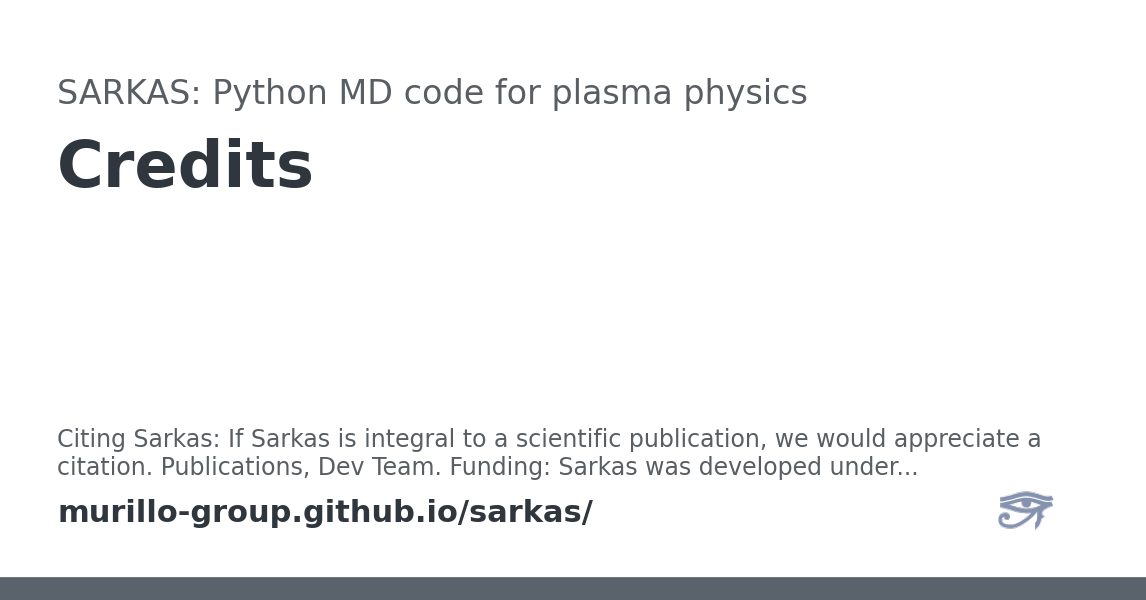 SARKAS: Python MD code for plasma physics
Credits
Citing Sarkas: If Sarkas is integral to a scientific publication, we would appreciate a
citation. Publications, Dev Team. Funding: Sarkas was developed under...
murillo-group.github.io/sarkas/